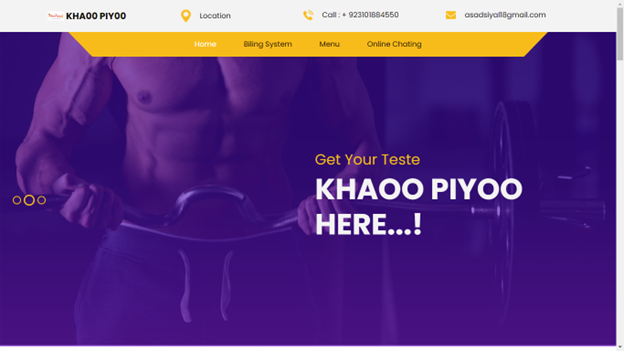 KHAOO PIYOO
Location
Call : + 923101884550
asadsiyal18gmail.com
Home
Biling System
Menu
Online Chating
Get Your Teste
KHAOO PIYOO
HERE...!